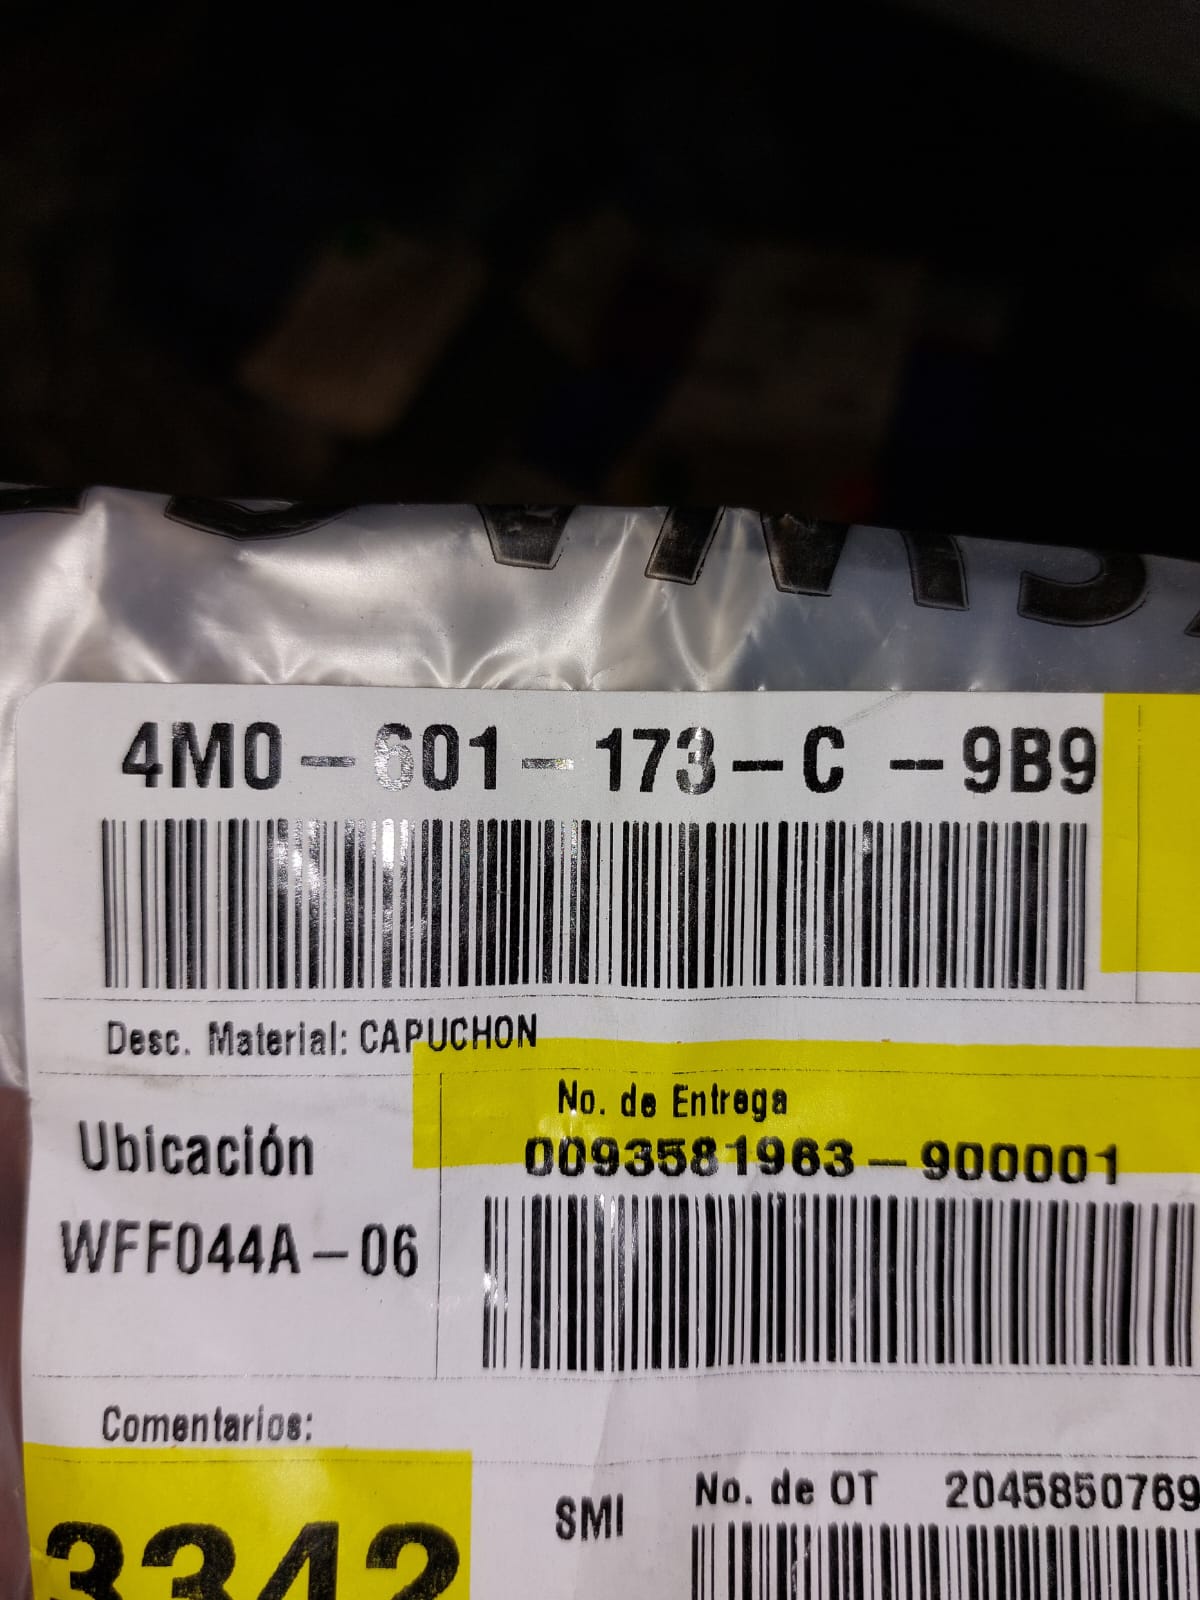 4M0-601-173-C -9B9
Desc. Material: CAPUCHON
No. de Entrega
0093581963-900001
Ubicación
WFF044A-06
Comentarios:
3342
SMI
No. de OT 2045850769